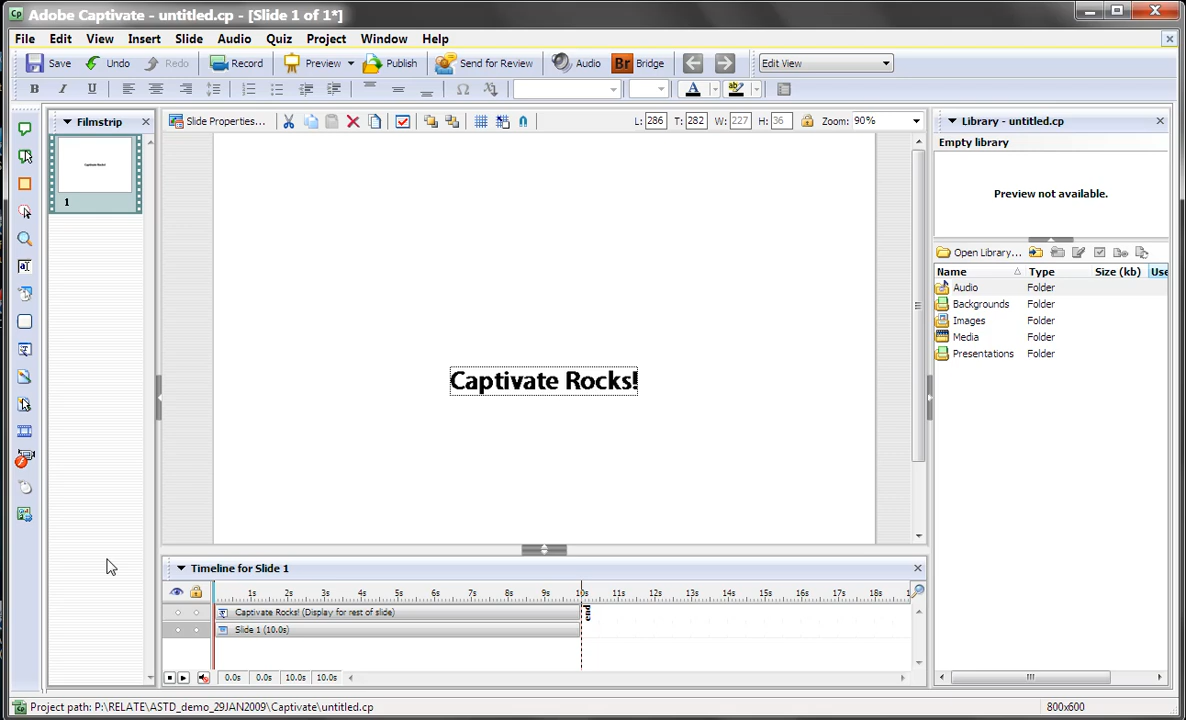 Adobe Captivate - untitled.cp - [Slide 1 of 1*]
File Edit View Insert Slide Audio Quiz Project Window Help
Save Undo Redo Record Preview Publish Send for Review Audio Br Bridge Edit View
B I U A ab
Filmstrip Slide Properties... L: 286 T: 282 W: 227 H: 36 Zoom: 90% Library - untitled.cp
Empty library
Captivate Rocks!
Preview not available.
1
Open Library...
Name Type Size (kb) Use
Audio Folder
Backgrounds Folder
Images Folder
Media Folder
Presentations Folder
Captivate Rocks!
Timeline for Slide 1
1s 2s 3s 4s 5s 6s 7s 8s 9s 10s 11s 12s 13s 14s 15s 16s 17s 18s
Captivate Rocks! (Display for rest of slide) end
Slide 1 (10.0s)
0.0s 0.0s 10.0s 10.0s
Project path: P:\RELATE\ASTD_demo_29JAN2009\Captivate\untitled.cp 800x600